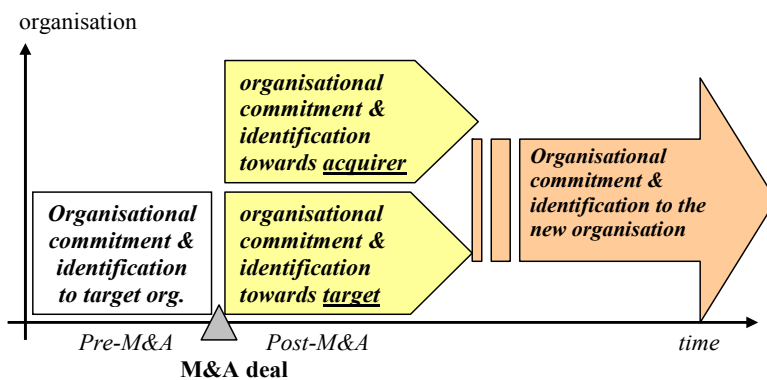 organisation
organisational
commitment &
identification
towards acquirer
Organisational
commitment &
identification
to target org.
organisational
commitment &
identification
towards target
Organisational
commitment &
identification to the
new organisation
Pre-M&A
Post-M&A
time
M&A deal